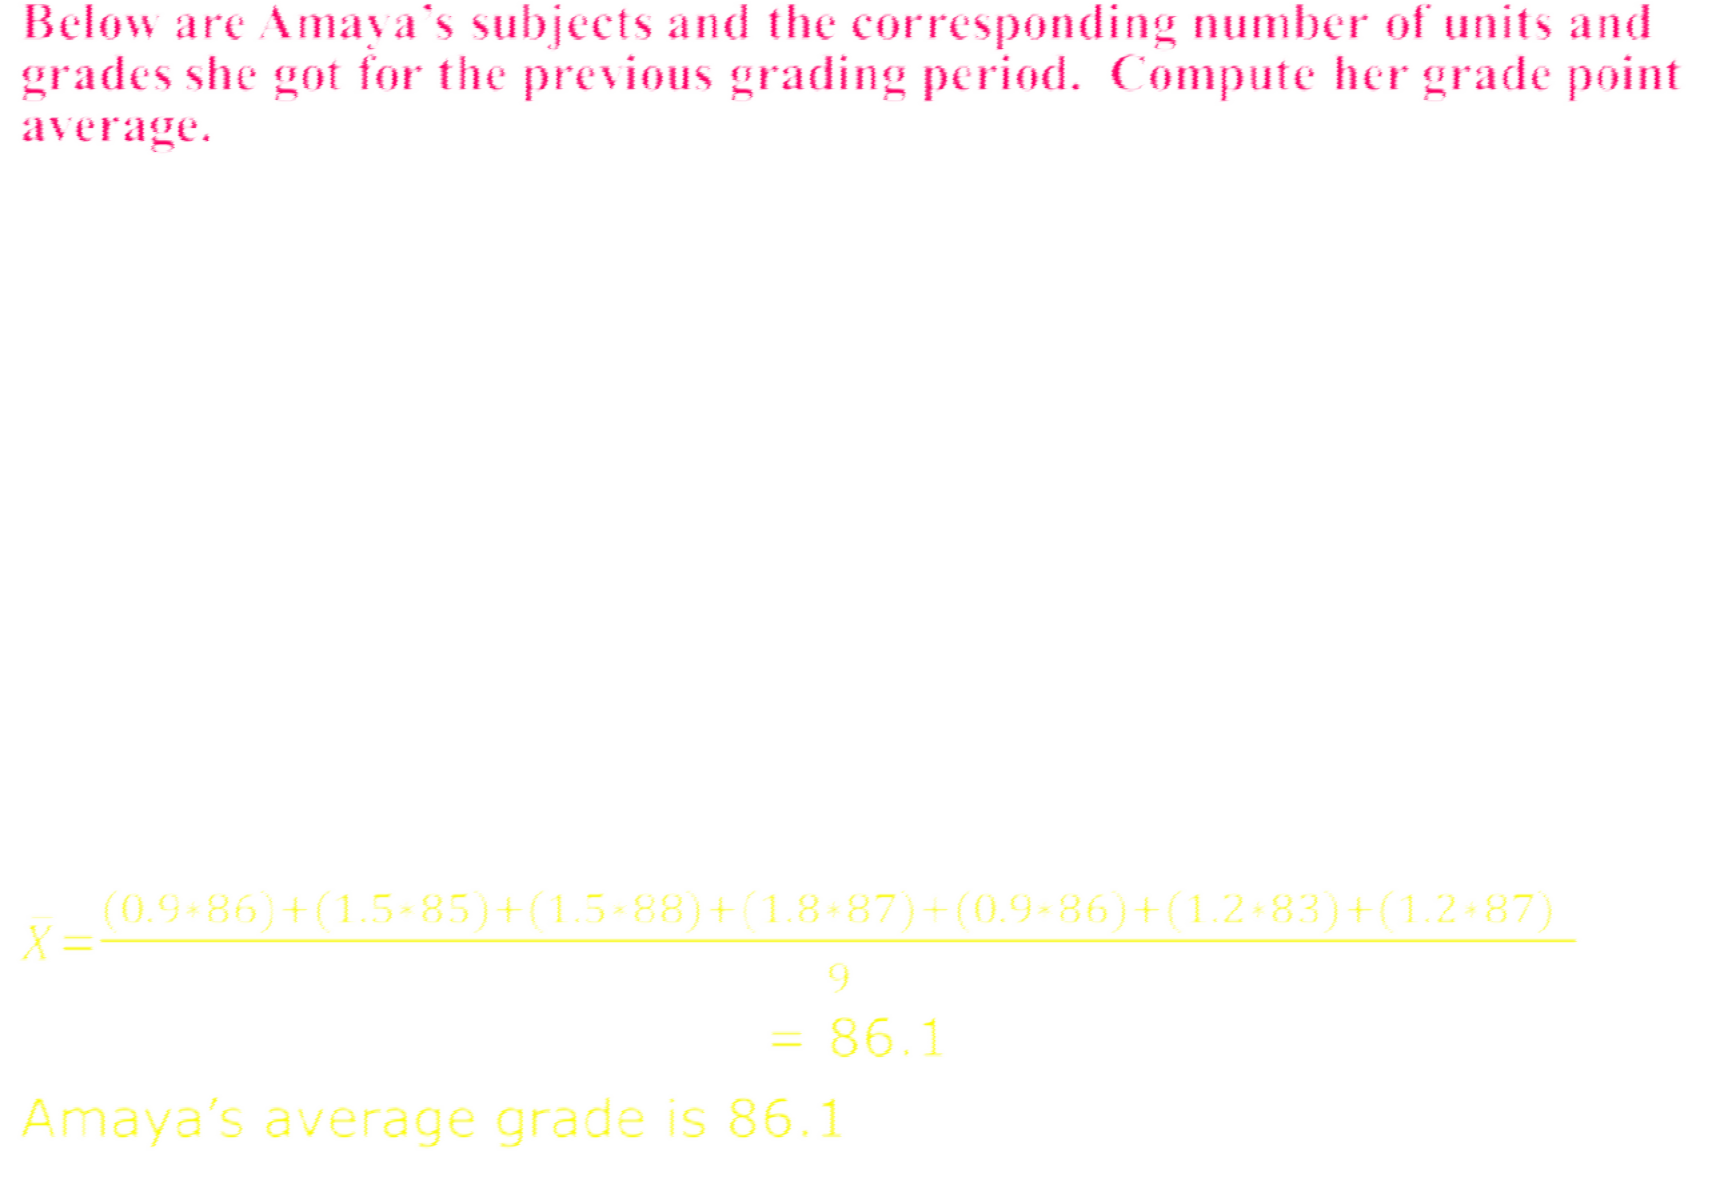 Below are Amaya’s subjects and the corresponding number of units and
grades she got for the previous grading period. Compute her grade point
average.
X̄=(0.9*86)+(1.5*85)+(1.5*88)+(1.8*87)+(0.9*86)+(1.2*83)+(1.2*87)
9
= 86.1
Amaya’s average grade is 86.1